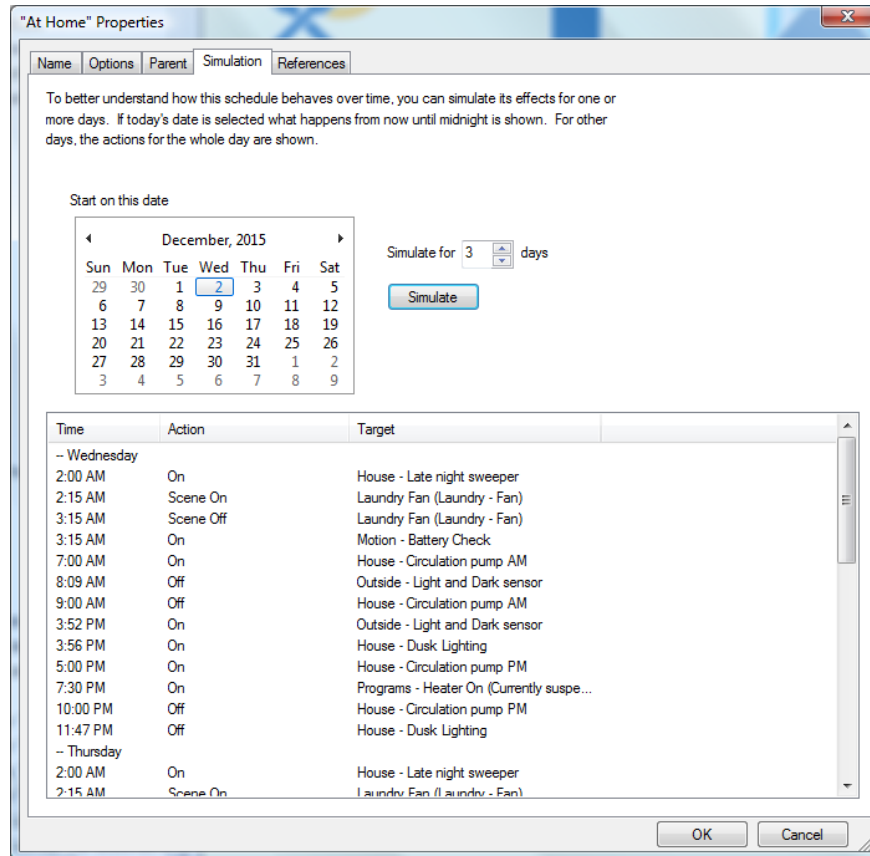 "At Home" Properties
x
Name Options Parent Simulation References
To better understand how this schedule behaves over time, you can simulate its effects for one or
more days. If today's date is selected what happens from now until midnight is shown. For other
days, the actions for the whole day are shown.
Start on this date
December, 2015
Sun Mon Tue Wed Thu Fri Sat
29 30 1 2 3 4 5
6 7 8 9 10 11 12
13 14 15 16 17 18 19
20 21 22 23 24 25 26
27 28 29 30 31 1 2
3 4 5 6 7 8 9
Simulate for 3 days
Simulate
Time Action Target
-- Wednesday
2:00 AM On House - Late night sweeper
2:15 AM Scene On Laundry Fan (Laundry - Fan)
3:15 AM Scene Off Laundry Fan (Laundry - Fan)
3:15 AM On Motion - Battery Check
7:00 AM On House - Circulation pump AM
8:09 AM Off Outside - Light and Dark sensor
9:00 AM Off House - Circulation pump AM
3:52 PM On Outside - Light and Dark sensor
3:56 PM On House - Dusk Lighting
5:00 PM On House - Circulation pump PM
7:30 PM On Programs - Heater On (Currently suspe...
10:00 PM Off House - Circulation pump PM
11:47 PM Off House - Dusk Lighting
-- Thursday
2:00 AM On House - Late night sweeper
2:15 AM Scene On Laundry Fan (Laundry - Fan)
OK Cancel